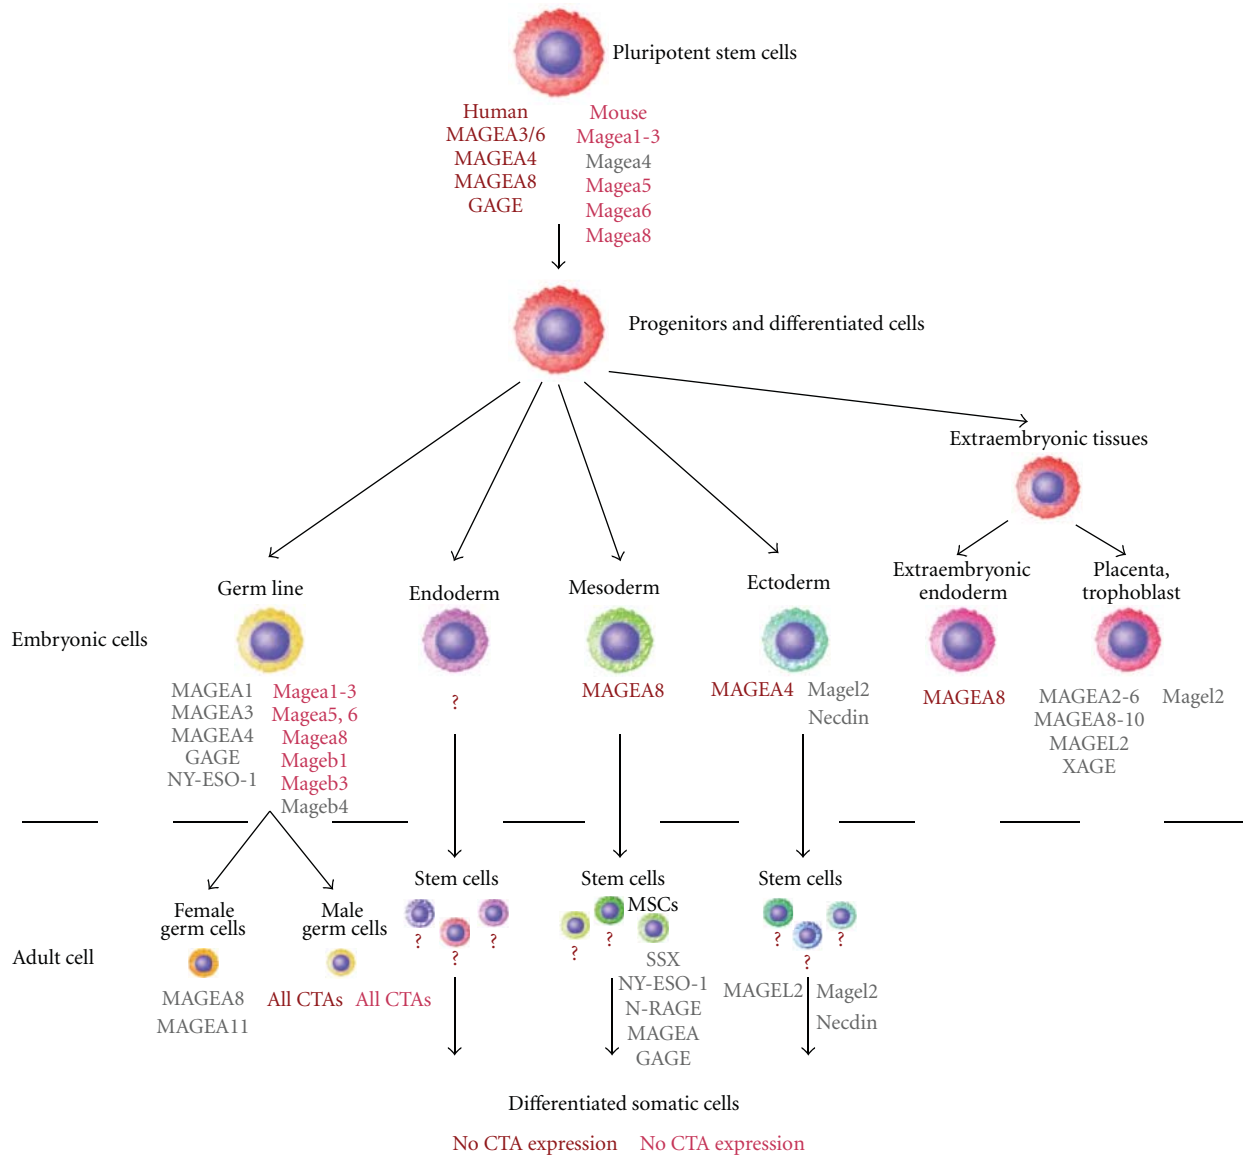 Pluripotent stem cells
Human
MAGEA3/6
MAGEA4
MAGEA8
GAGE
Mouse
Magea1-3
Magea4
Magea5
Magea6
Magea8
Progenitors and differentiated cells
Extraembryonic tissues
Embryonic cells
Germ line
MAGEA1
MAGEA3
MAGEA4
GAGE
NY-ESO-1
Magea1-3
Magea5, 6
Magea8
Mageb1
Mageb3
Mageb4
Endoderm
?
Mesoderm
MAGEA8
Ectoderm
MAGEA4
Magel2
Necdin
Extraembryonic
endoderm
MAGEA8
Placenta,
trophoblast
MAGEA2-6
MAGEA8-10
MAGEL2
XAGE
Magel2
Adult cell
Female
germ cells
MAGEA8
MAGEA11
Male
germ cells
All CTAs
All CTAs
Stem cells
?
?
?
Stem cells
MSCs
?
?
SSX
NY-ESO-1
N-RAGE
MAGEA
GAGE
Stem cells
?
?
?
MAGEL2
Magel2
Necdin
Differentiated somatic cells
No CTA expression
No CTA expression